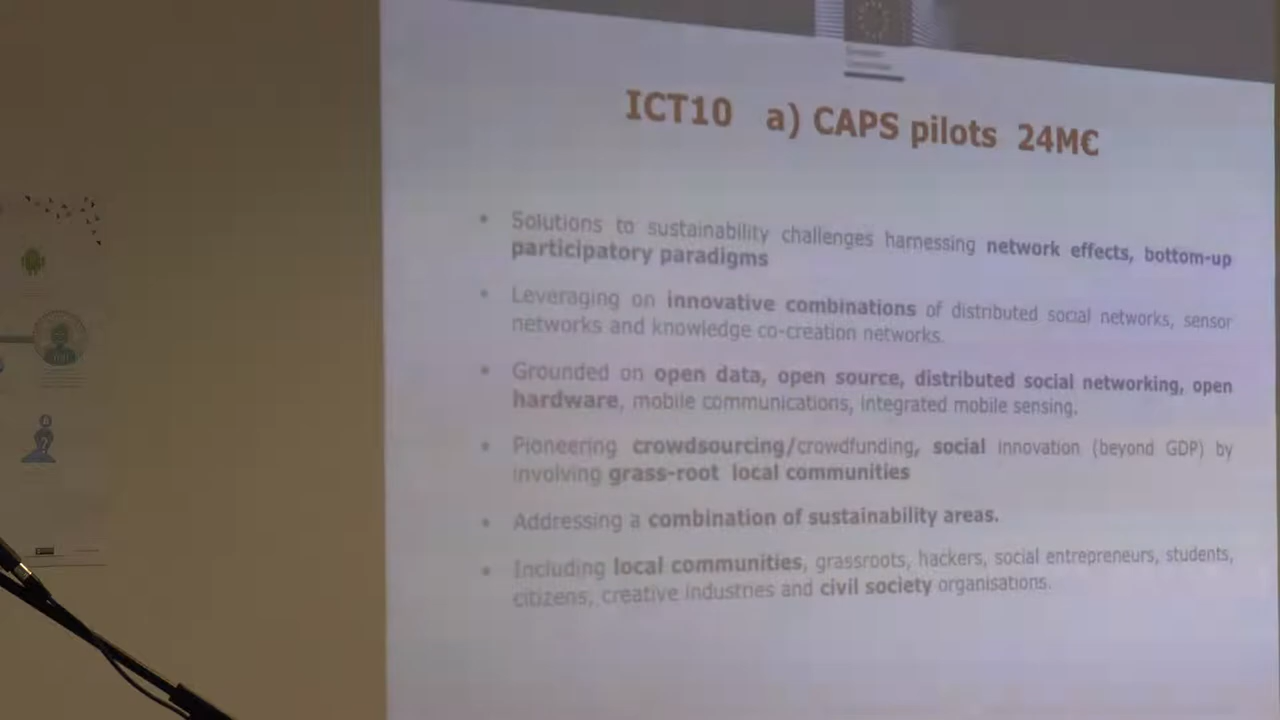 European
Commission
ICT10 a) CAPS pilots 24M€
• Solutions to sustainability challenges harnessing network effects, bottom-up
participatory paradigms
• Leveraging on innovative combinations of distributed social networks, sensor
networks and knowledge co-creation networks.
• Grounded on open data, open source, distributed social networking, open
hardware, mobile communications, integrated mobile sensing.
• Pioneering crowdsourcing/crowdfunding, social innovation (beyond GDP) by
involving grass-root local communities
• Addressing a combination of sustainability areas.
• Including local communities, grassroots, hackers, social entrepreneurs, students,
citizens, creative industries and civil society organisations.